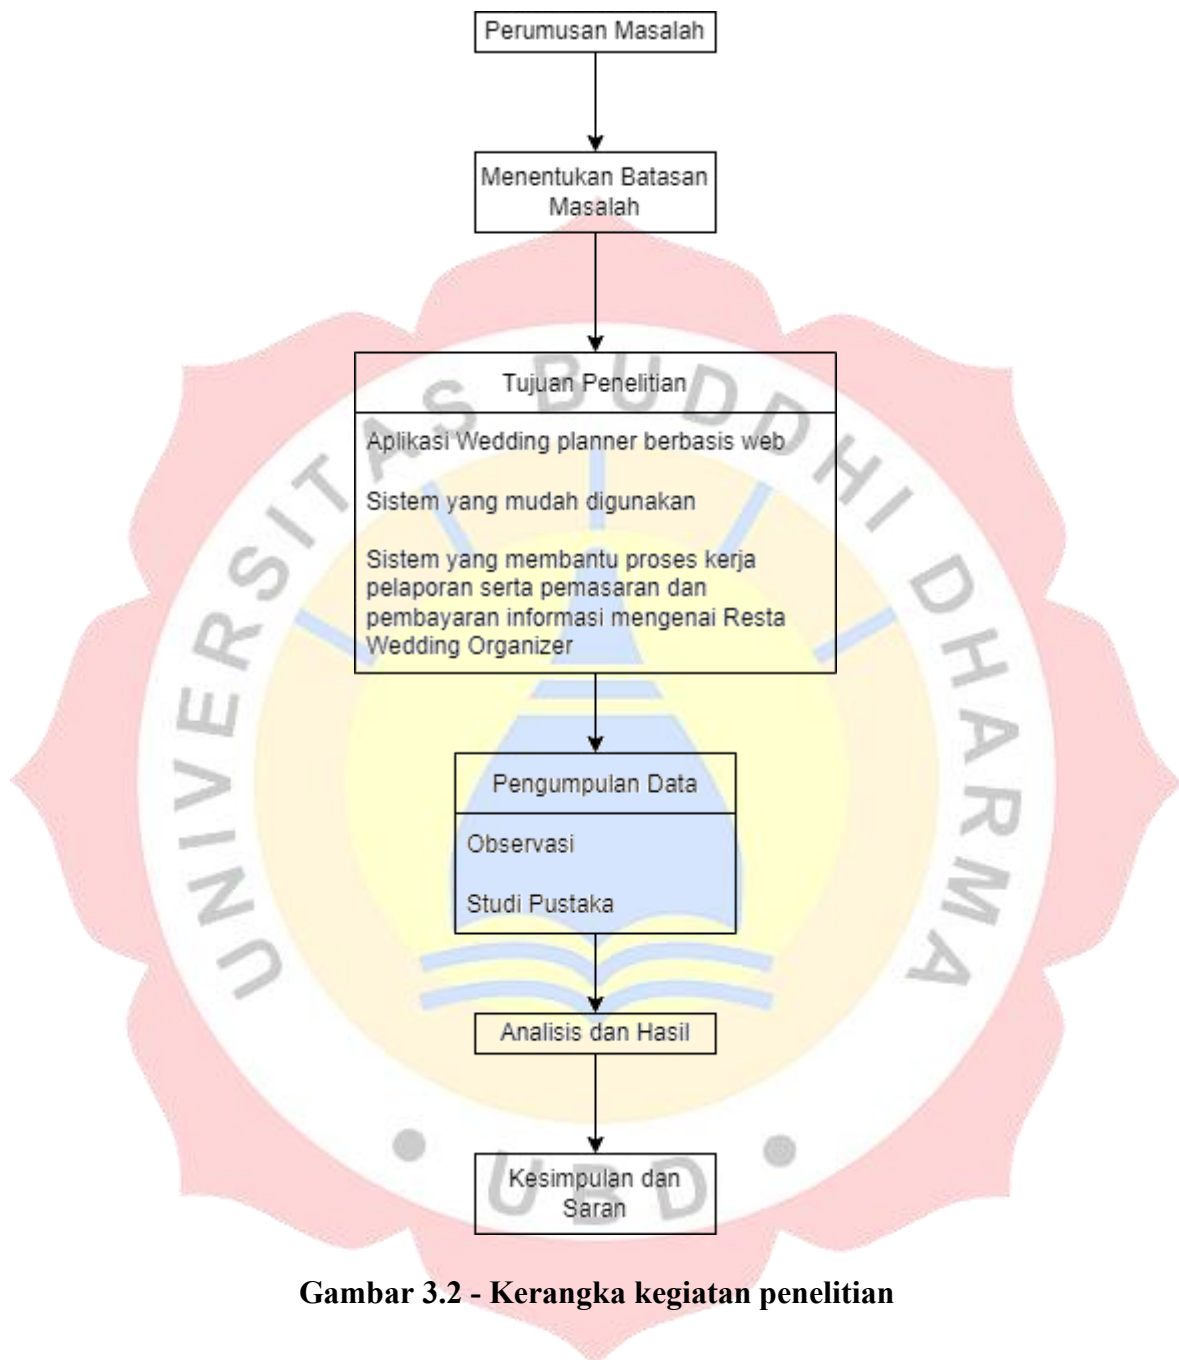 Perumusan Masalah
Menentukan Batasan
Masalah
Tujuan Penelitian
Aplikasi Wedding planner berbasis web
Sistem yang mudah digunakan
Sistem yang membantu proses kerja
pelaporan serta pemasaran dan
pembayaran informasi mengenai Resta
Wedding Organizer
Pengumpulan Data
Observasi
Studi Pustaka
Analisis dan Hasil
Kesimpulan dan
Saran
UNIVERSITAS BUDDHI DHARMA
• UBD •
Gambar 3.2 - Kerangka kegiatan penelitian